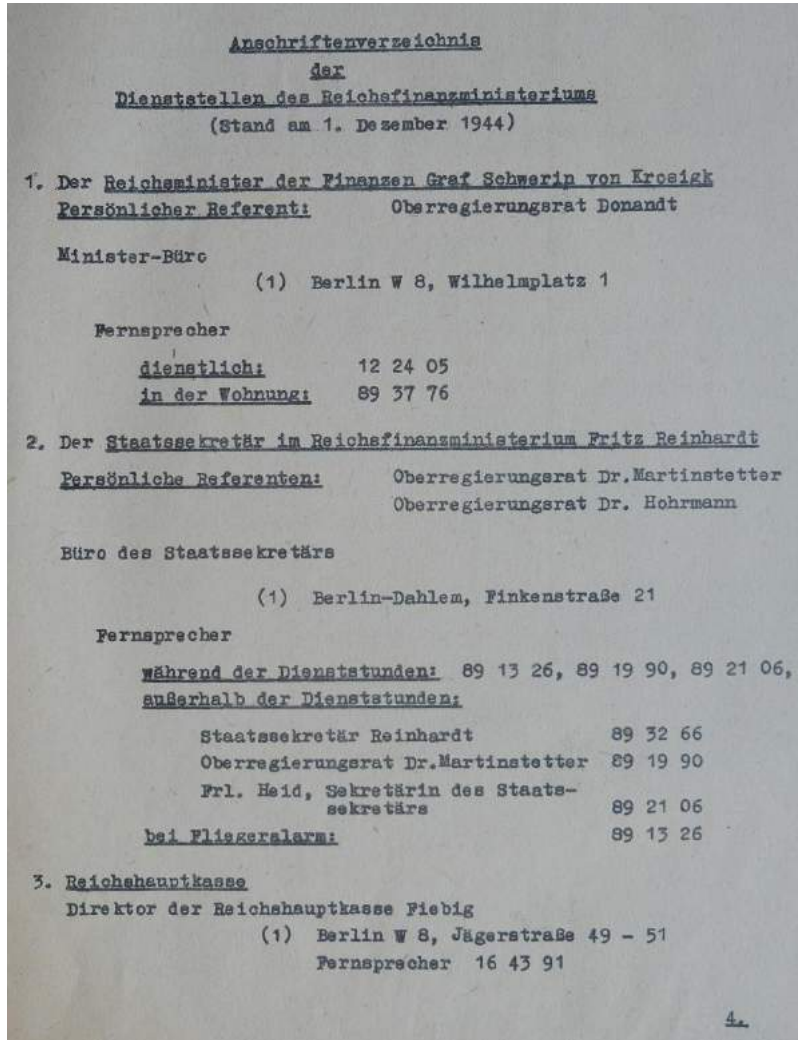 Anschriftenverzeichnis
der
Dienststellen des Reichsfinanzministeriums
(Stand am 1. Dezember 1944)
1. Der Reichsminister der Finanzen Graf Schwerin von Krosigk
Persönlicher Referent: Oberregierungsrat Donandt
Minister-Büro
(1) Berlin W 8, Wilhelmplatz 1
Fernsprecher
dienstlich: 12 24 05
in der Wohnung: 89 37 76
2. Der Staatssekretär im Reichsfinanzministerium Fritz Reinhardt
Persönliche Referenten: Oberregierungsrat Dr.Martinstetter
Oberregierungsrat Dr. Hohrmann
Büro des Staatssekretärs
(1) Berlin-Dahlem, Finkenstraße 21
Fernsprecher
während der Dienststunden: 89 13 26, 89 19 90, 89 21 06,
außerhalb der Dienststunden:
Staatssekretär Reinhardt 89 32 66
Oberregierungsrat Dr.Martinstetter 89 19 90
Frl. Heid, Sekretärin des Staats-
sekretärs 89 21 06
bei Fliegeralarm: 89 13 26
3. Reichshauptkasse
Direktor der Reichshauptkasse Fiebig
(1) Berlin W 8, Jägerstraße 49 - 51
Fernsprecher 16 43 91
4.